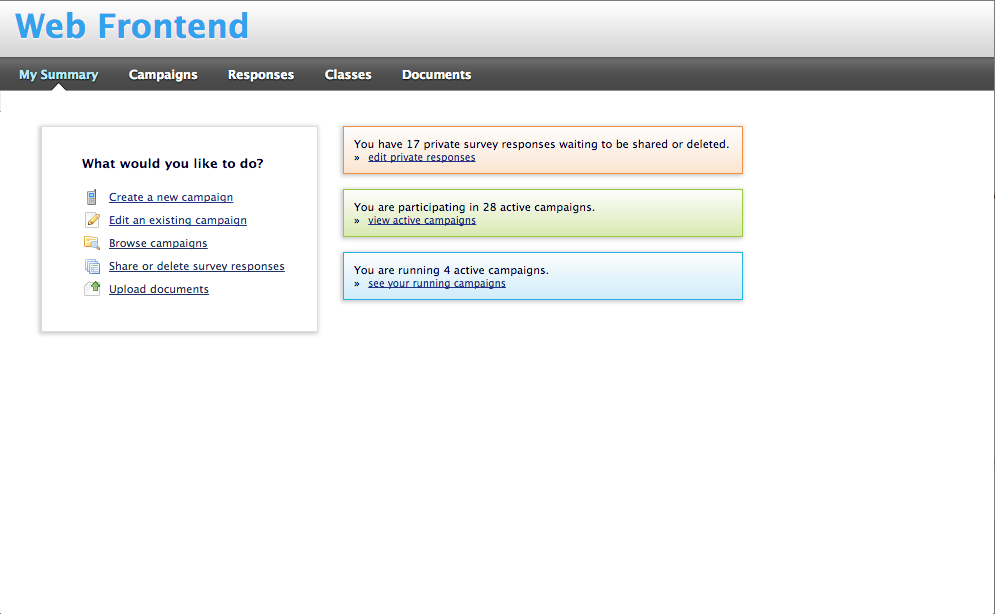 Web Frontend
My Summary Campaigns Responses Classes Documents
What would you like to do?
Create a new campaign
Edit an existing campaign
Browse campaigns
Share or delete survey responses
Upload documents
You have 17 private survey responses waiting to be shared or deleted.
» edit private responses
You are participating in 28 active campaigns.
» view active campaigns
You are running 4 active campaigns.
» see your running campaigns